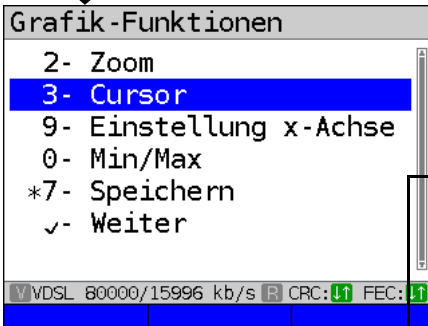 Grafik-Funktionen
2- Zoom
3- Cursor
9- Einstellung x-Achse
0- Min/Max
*7- Speichern
✓- Weiter
V VDSL 80000/15996 kb/s R CRC:↓↑ FEC:↓↑